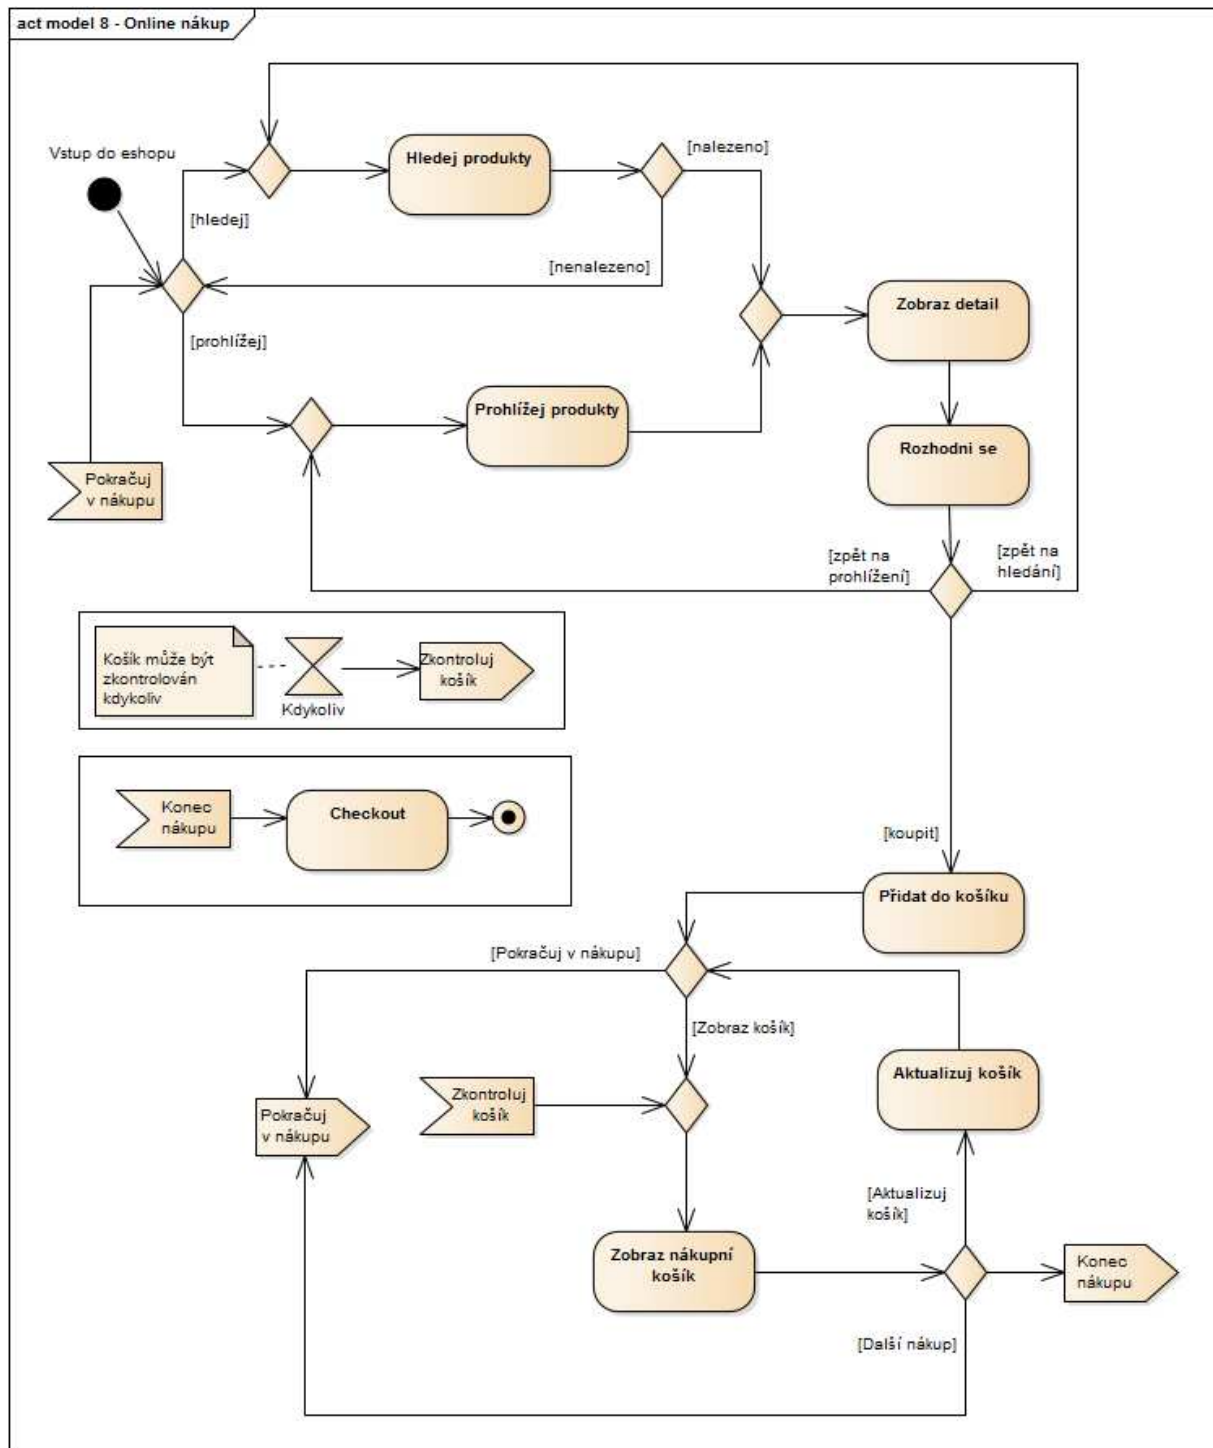 act model 8 - Online nákup
Vstup do eshopu
Hledej produkty
[nalezeno]
[hledej]
[nenalezeno]
Zobraz detail
[prohlížej]
Prohlížej produkty
Rozhodni se
Pokračuj
v nákupu
[zpět na
prohlížení]
[zpět na
hledání]
Košík může být
zkontrolován
kdykoliv
Kdykoliv
Zkontroluj
košík
Konec
nákupu
Checkout
[koupit]
Přidat do košíku
[Pokračuj v nákupu]
[Zobraz košík]
Aktualizuj košík
Zkontroluj
košík
Pokračuj
v nákupu
[Aktualizuj
košík]
Zobraz nákupní
košík
Konec
nákupu
[Další nákup]